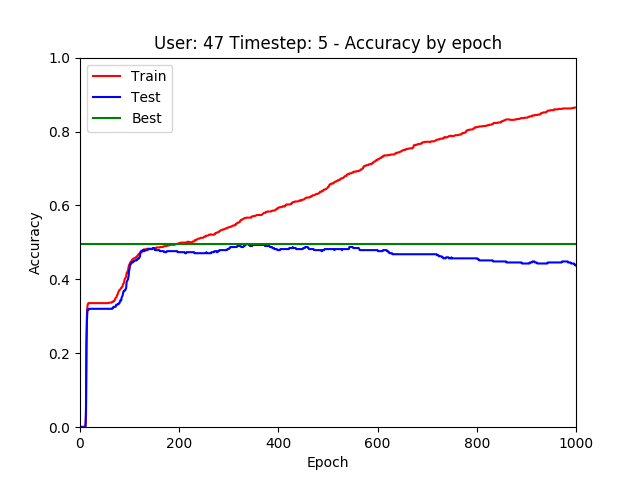 User: 47 Timestep: 5 - Accuracy by epoch
1.0
0.8
0.6
0.4
0.2
0.0
Accuracy
Train
Test
Best
0 200 400 600 800 1000
Epoch